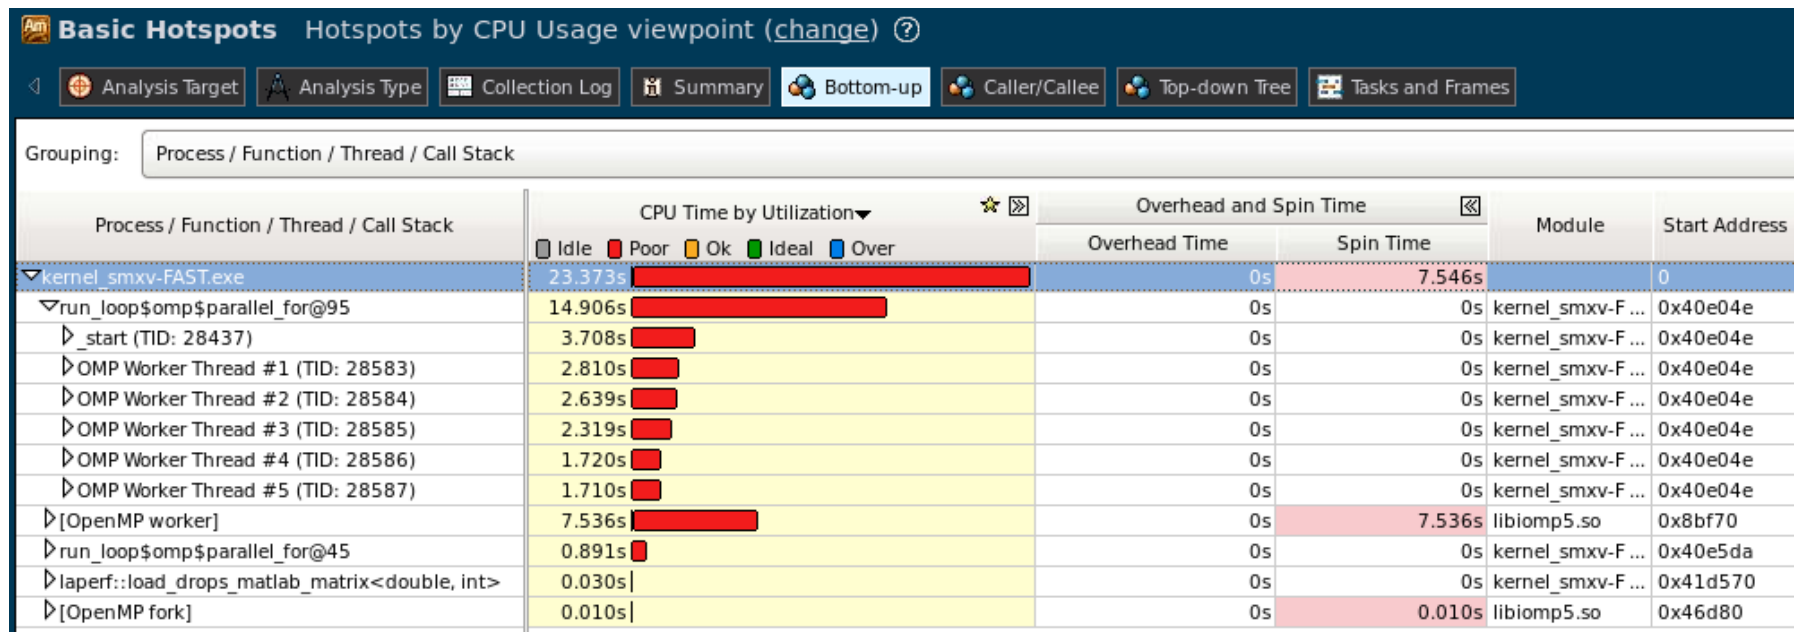 Am Basic Hotspots Hotspots by CPU Usage viewpoint (change) ?
Analysis Target Analysis Type Collection Log Summary Bottom-up Caller/Callee Top-down Tree Tasks and Frames
Grouping: Process / Function / Thread / Call Stack
Process / Function / Thread / Call Stack CPU Time by Utilization Overhead and Spin Time Module Start Address
Idle Poor Ok Ideal Over Overhead Time Spin Time
kernel_smxv-FAST.exe 23.373s 0s 7.546s 0
run_loop$omp$parallel_for@95 14.906s 0s 0s kernel_smxv-F ... 0x40e04e
_start (TID: 28437) 3.708s 0s 0s kernel_smxv-F ... 0x40e04e
OMP Worker Thread #1 (TID: 28583) 2.810s 0s 0s kernel_smxv-F ... 0x40e04e
OMP Worker Thread #2 (TID: 28584) 2.639s 0s 0s kernel_smxv-F ... 0x40e04e
OMP Worker Thread #3 (TID: 28585) 2.319s 0s 0s kernel_smxv-F ... 0x40e04e
OMP Worker Thread #4 (TID: 28586) 1.720s 0s 0s kernel_smxv-F ... 0x40e04e
OMP Worker Thread #5 (TID: 28587) 1.710s 0s 0s kernel_smxv-F ... 0x40e04e
[OpenMP worker] 7.536s 0s 7.536s libiomp5.so 0x8bf70
run_loop$omp$parallel_for@45 0.891s 0s 0s kernel_smxv-F ... 0x40e5da
laperf::load_drops_matlab_matrix<double, int> 0.030s 0s 0s kernel_smxv-F ... 0x41d570
[OpenMP fork] 0.010s 0s 0.010s libiomp5.so 0x46d80